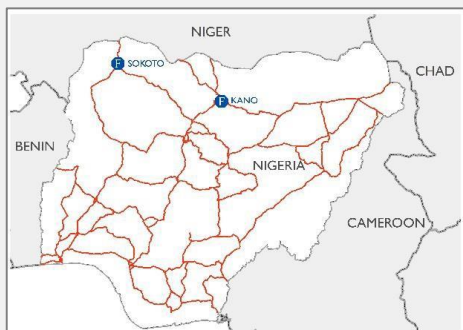 NIGER
F SOKOTO
CHAD
F KANO
BENIN
NIGERIA
CAMEROON